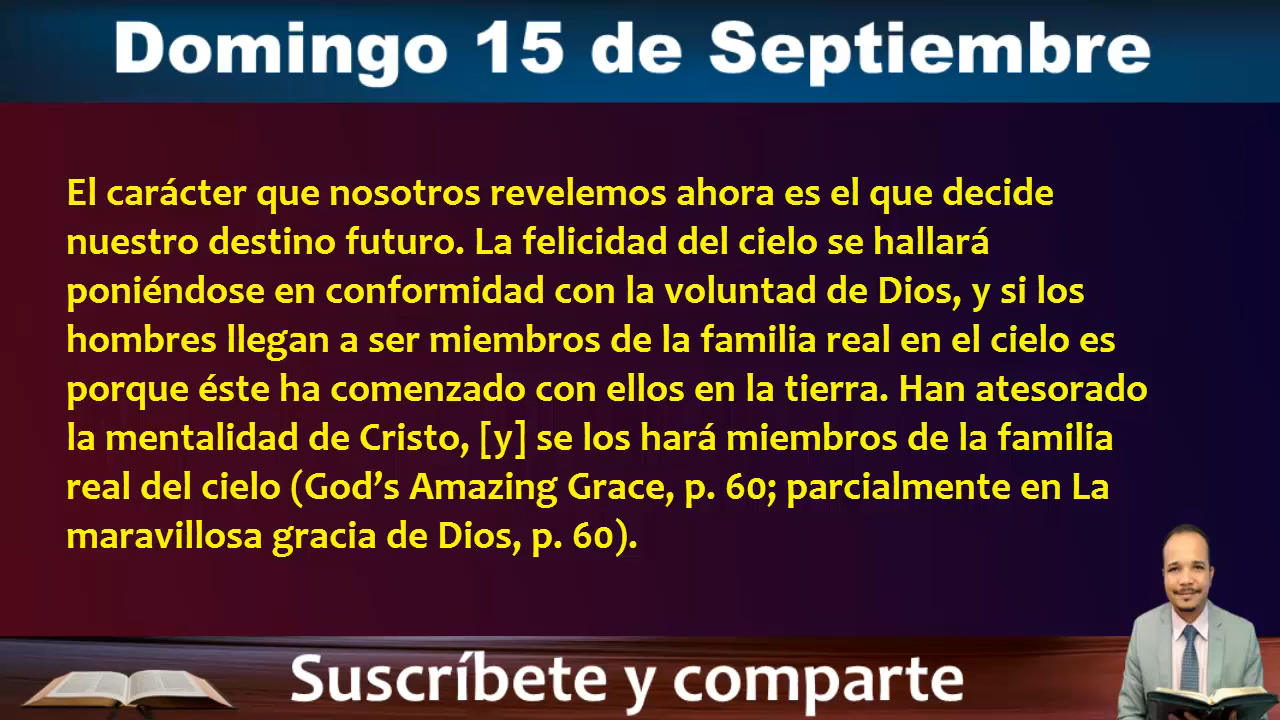 Domingo 15 de Septiembre
El carácter que nosotros revelemos ahora es el que decide
nuestro destino futuro. La felicidad del cielo se hallará
poniéndose en conformidad con la voluntad de Dios, y si los
hombres llegan a ser miembros de la familia real en el cielo es
porque éste ha comenzado con ellos en la tierra. Han atesorado
la mentalidad de Cristo, [y] se los hará miembros de la familia
real del cielo (God’s Amazing Grace, p. 60; parcialmente en La
maravillosa gracia de Dios, p. 60).
Suscríbete y comparte